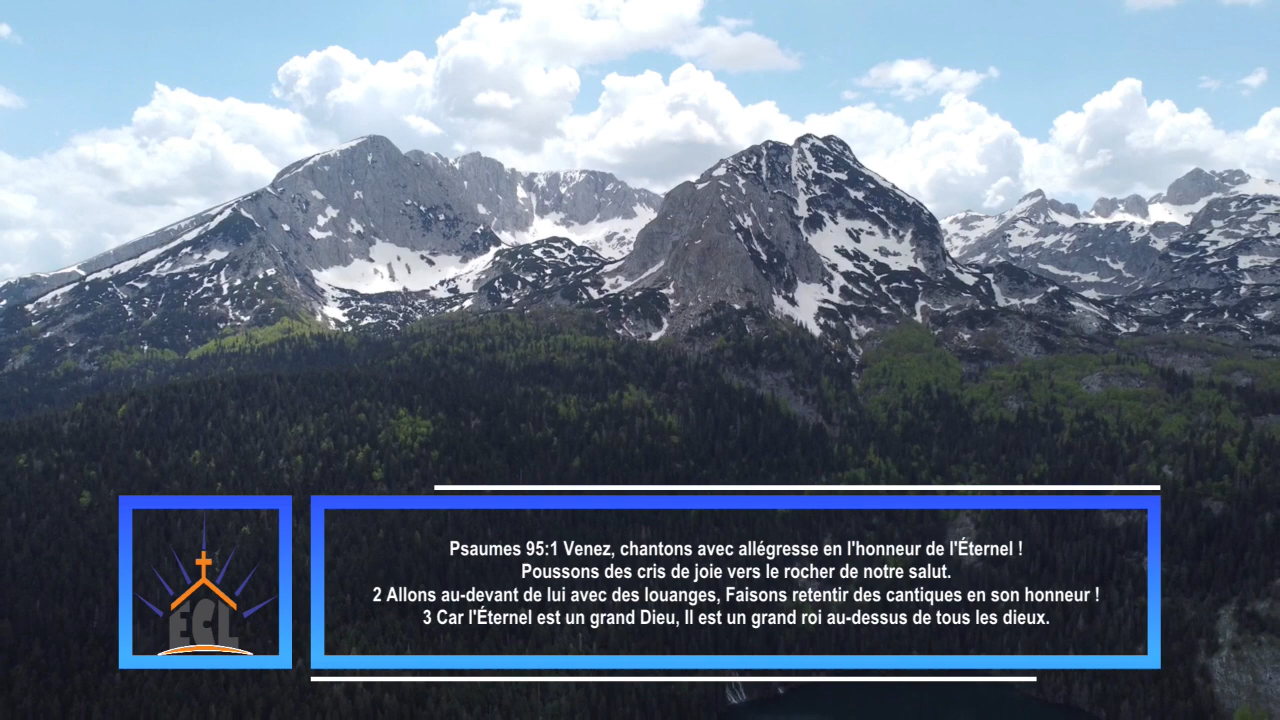 ECL
Psaumes 95:1 Venez, chantons avec allégresse en l'honneur de l'Éternel !
Poussons des cris de joie vers le rocher de notre salut.
2 Allons au-devant de lui avec des louanges, Faisons retentir des cantiques en son honneur !
3 Car l'Éternel est un grand Dieu, Il est un grand roi au-dessus de tous les dieux.